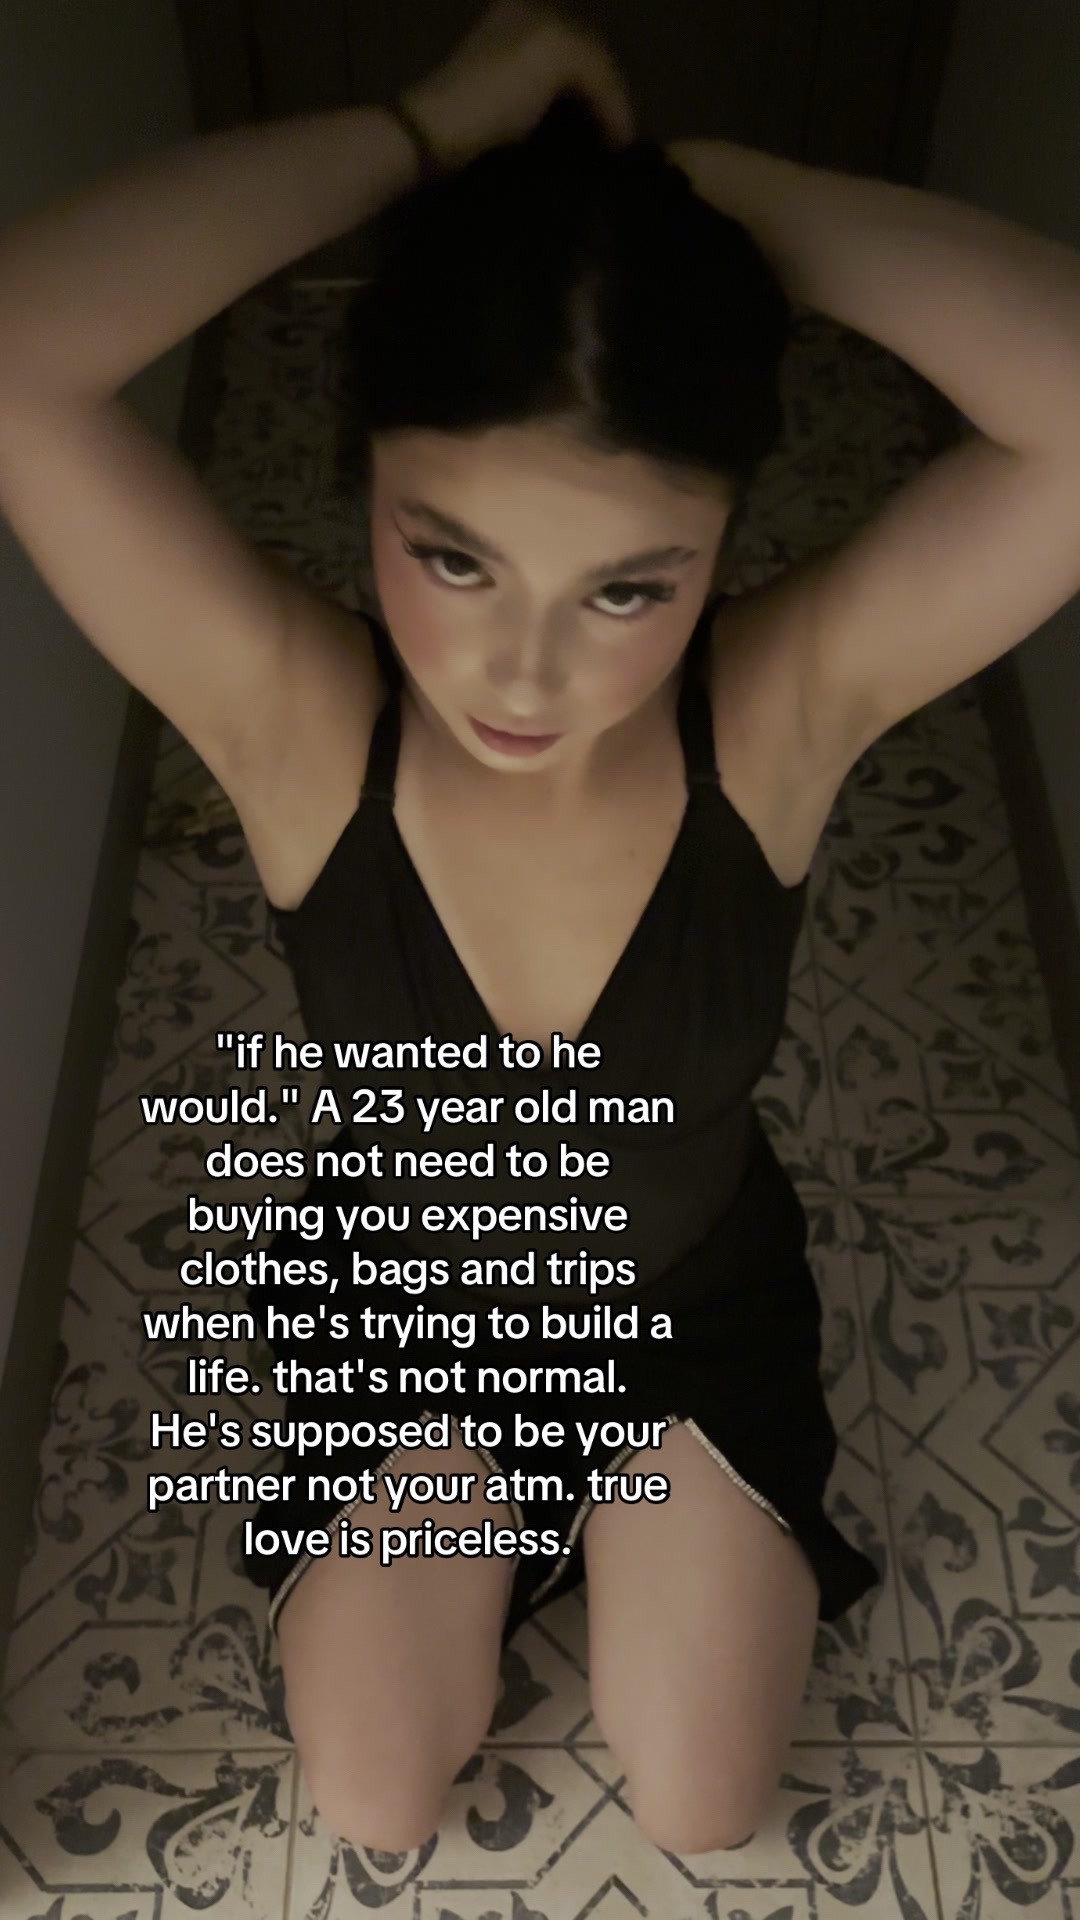 "if he wanted to he
would." A 23 year old man
does not need to be
buying you expensive
clothes, bags and trips
when he's trying to build a
life. that's not normal.
He's supposed to be your
partner not your atm. true
love is priceless.